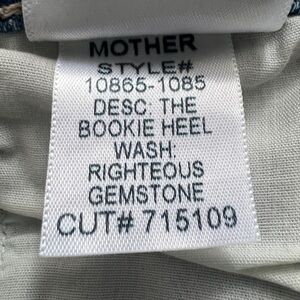 MOTHER
STYLE#
10865-1085
DESC: THE
BOOKIE HEEL
WASH:
RIGHTEOUS
GEMSTONE
CUT# 715109